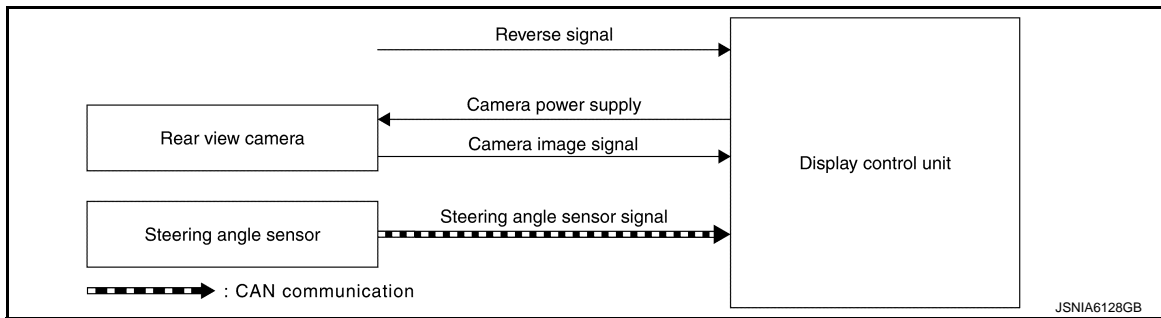 Reverse signal
Camera power supply
Rear view camera
Camera image signal
Display control unit
Steering angle sensor signal
Steering angle sensor
: CAN communication
JSNIA6128GB